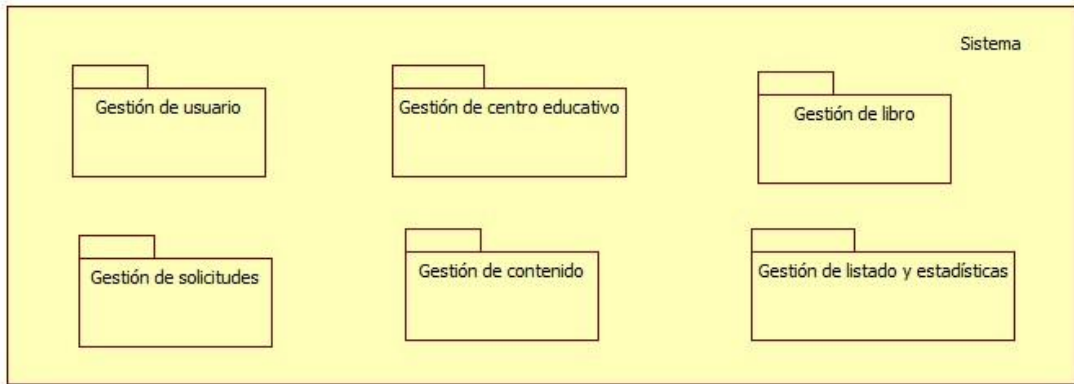 Sistema
Gestión de usuario
Gestión de centro educativo
Gestión de libro
Gestión de solicitudes
Gestión de contenido
Gestión de listado y estadísticas